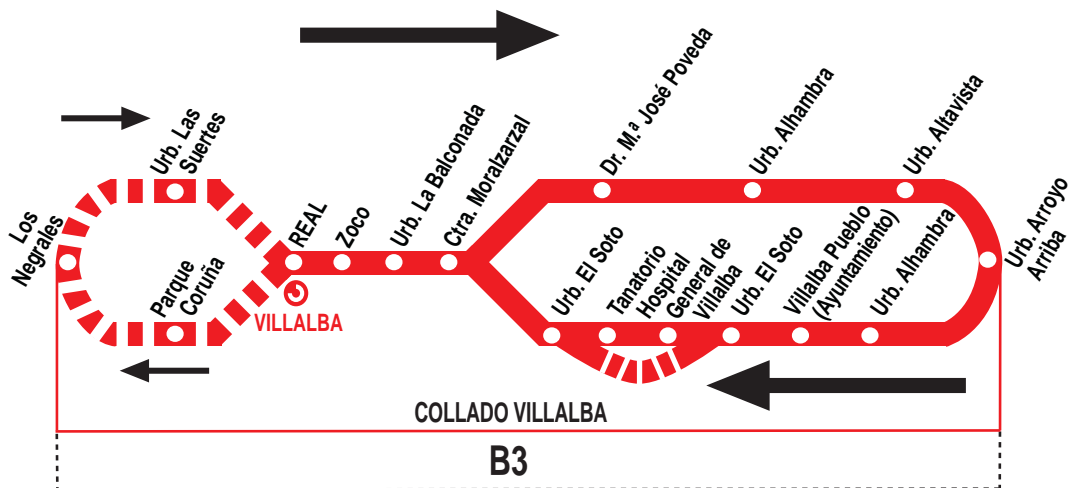 Urb. Las
Suertes
Los
Negrales
Parque
Coruña
REAL
VILLALBA
Zoco
Urb. La Balconada
Ctra. Moralzarzal
Dr. M.ª José Poveda
Urb. Alhambra
Urb. Altavista
Urb. Arroyo
Arriba
Urb. El Soto
Tanatorio
Hospital
General de
Villalba
Urb. El Soto
Villalba Pueblo
(Ayuntamiento)
Urb. Alhambra
COLLADO VILLALBA
B3